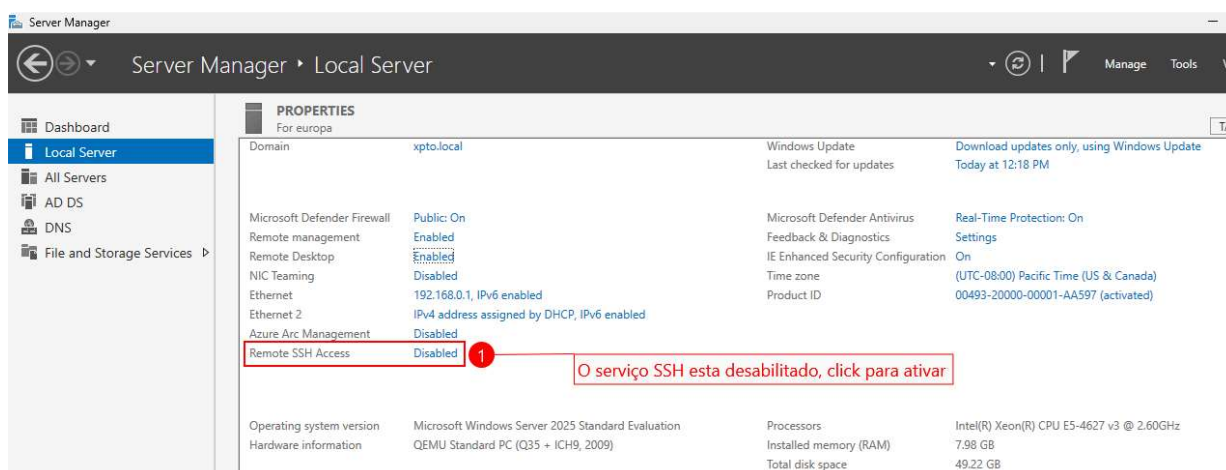 Server Manager
Server Manager • Local Server
Manage Tools
Dashboard
Local Server
All Servers
AD DS
DNS
File and Storage Services
PROPERTIES
For europa
Domain xpto.local
Windows Update Download updates only, using Windows Update
Last checked for updates Today at 12:18 PM
Microsoft Defender Firewall Public: On
Microsoft Defender Antivirus Real-Time Protection: On
Remote management Enabled
Feedback & Diagnostics Settings
Remote Desktop Enabled
IE Enhanced Security Configuration On
NIC Teaming Disabled
Time zone (UTC-08:00) Pacific Time (US & Canada)
Ethernet 192.168.0.1, IPv6 enabled
Product ID 00493-20000-00001-AA597 (activated)
Ethernet 2 IPv4 address assigned by DHCP, IPv6 enabled
Azure Arc Management Disabled
Remote SSH Access Disabled
1
O serviço SSH esta desabilitado, click para ativar
Operating system version Microsoft Windows Server 2025 Standard Evaluation
Processors Intel(R) Xeon(R) CPU E5-4627 v3 @ 2.60GHz
Hardware information QEMU Standard PC (Q35 + ICH9, 2009)
Installed memory (RAM) 7.98 GB
Total disk space 49.22 GB